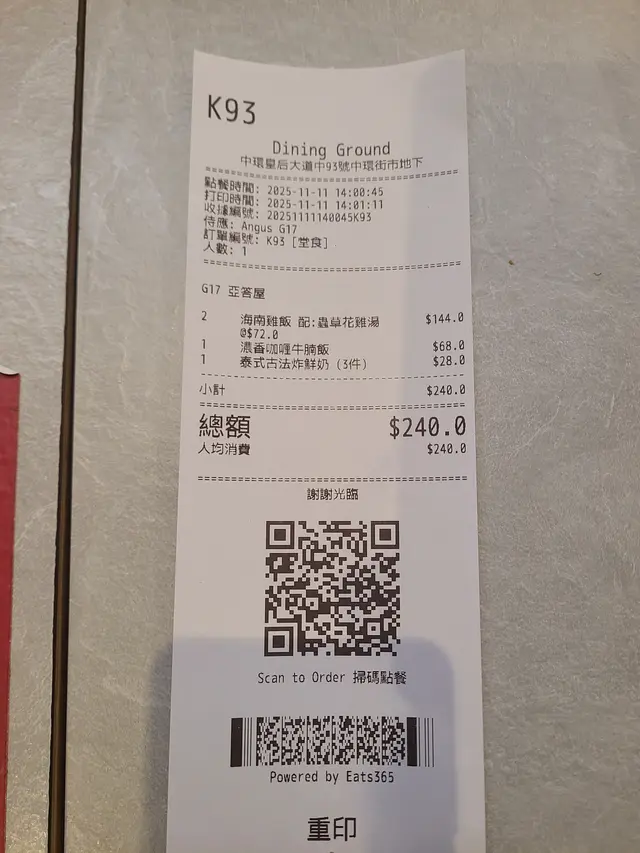 K93
Dining Ground
中環皇后大道中93號中環街市地下
點餐時間: 2025-11-11 14:00:45
打印時間: 2025-11-11 14:01:11
收據編號: 20251111140045K93
侍應: Angus G17
訂單編號: K93 [堂食]
人數: 1
G17 亞答屋
2 海南雞飯 配:蟲草花雞湯 $144.0
@$72.0
1 濃香咖喱牛腩飯 $68.0
1 泰式古法炸鮮奶 (3件) $28.0
小計 $240.0
總額 $240.0
人均消費 $240.0
謝謝光臨
Scan to Order 掃碼點餐
Powered by Eats365
重印